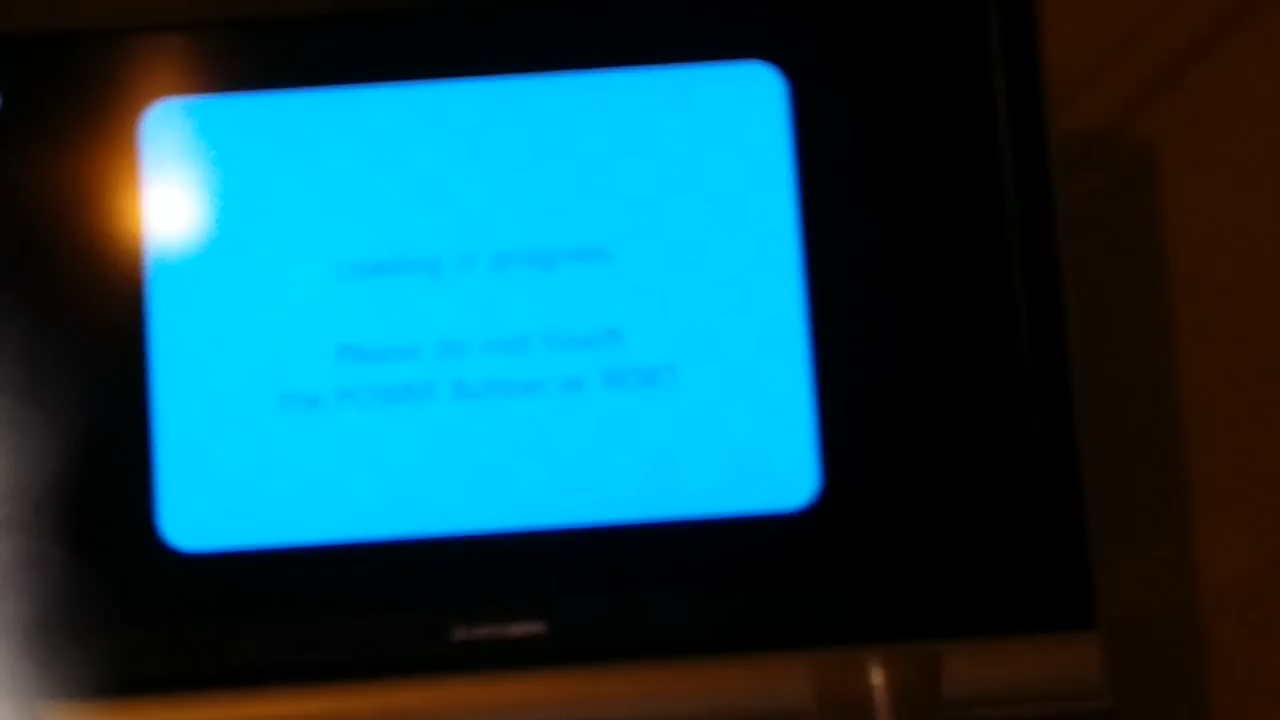 Loading in progress
Please do not touch
the POWER Button or RESET